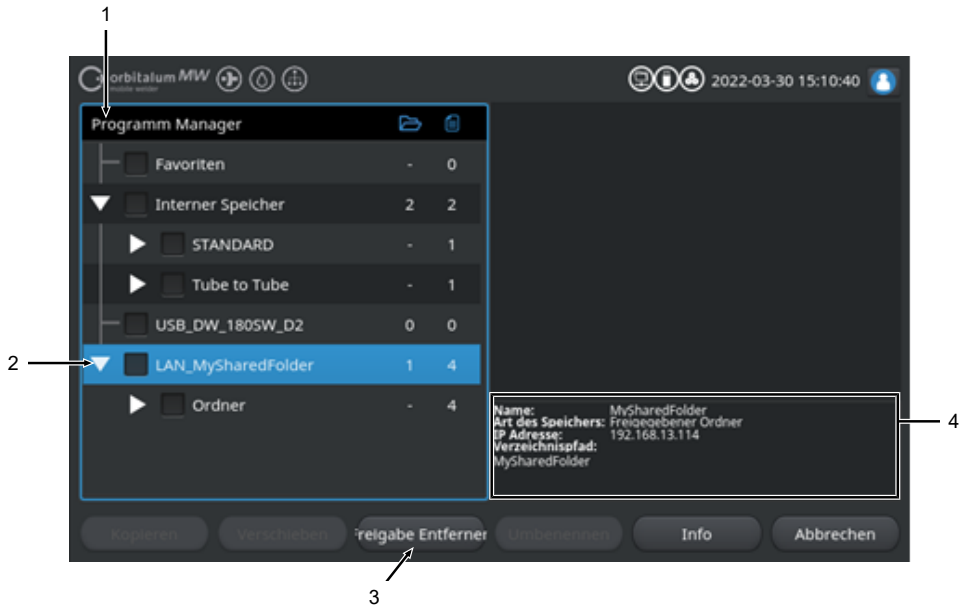 1
orbitalum MW
mobile welder
2022-03-30 15:10:40
Programm Manager
Favoriten - 0
Interner Speicher 2 2
STANDARD - 1
Tube to Tube - 1
USB_DW_180SW_D2 0 0
2
LAN_MySharedFolder 1 4
Ordner - 4
Name: MySharedFolder
Art des Speichers: Freigegebener Ordner
4
IP Adresse: 192.168.13.114
Verzeichnispfad:
MySharedFolder
Kopieren Verschieben Freigabe Entferner Umbenennen Info Abbrechen
3